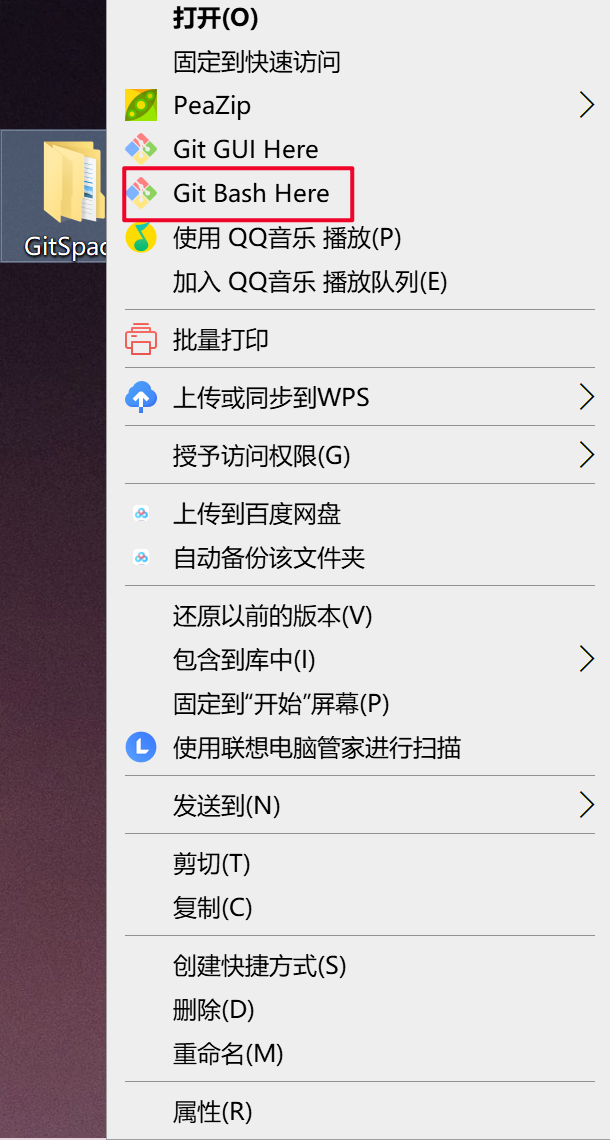 打开(O)
固定到快速访问
PeaZip
Git GUI Here
GitSpac
Git Bash Here
使用 QQ音乐 播放(P)
加入 QQ音乐 播放队列(E)
批量打印
上传或同步到WPS
授予访问权限(G)
上传到百度网盘
自动备份该文件夹
还原以前的版本(V)
包含到库中(I)
固定到“开始”屏幕(P)
使用联想电脑管家进行扫描
发送到(N)
剪切(T)
复制(C)
创建快捷方式(S)
删除(D)
重命名(M)
属性(R)